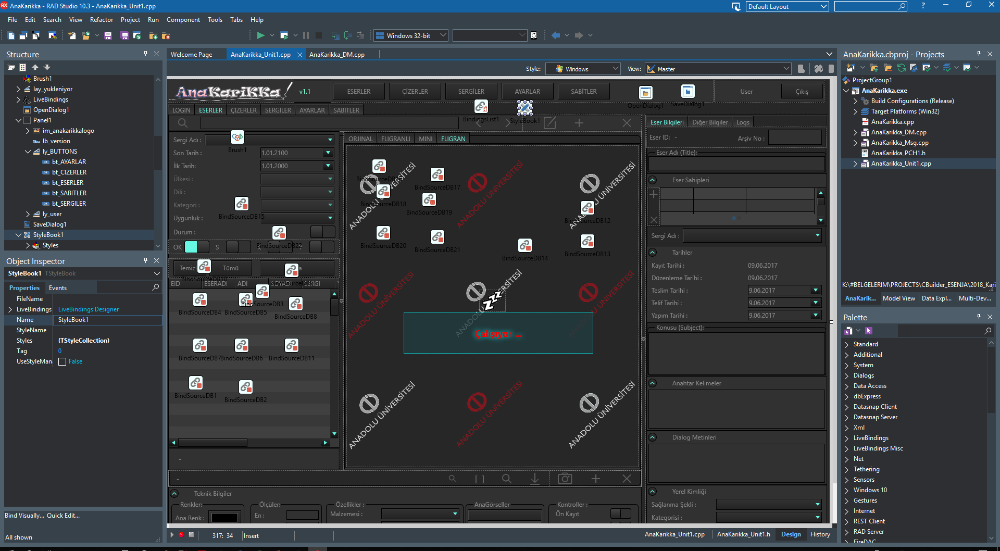 AnaKarikka - RAD Studio 10.3 - AnaKarikka_Unit1.cpp
Default Layout
File Edit Search View Refactor Project Run Component Tools Tabs Help
Windows 32-bit
Structure
Brush1
lay_yukleniyor
LiveBindings
OpenDialog1
Panel1
im_anakarikkalogo
lb_version
ly_BUTTONS
bt_AYARLAR
bt_CIZERLER
bt_ESERLER
bt_SABITLER
bt_SERGILER
ly_user
SaveDialog1
StyleBook1
Styles
Object Inspector
StyleBook1 TStyleBook
Properties Events
FileName
LiveBindings LiveBindings Designer
Name StyleBook1
StyleName
Styles (TStyleCollection)
Tag 0
UseStyleMan False
Bind Visually... Quick Edit...
All shown
Welcome Page AnaKarikka_Unit1.cpp AnaKarikka_DM.cpp
Style: Windows View: Master
AnaKarikKa v1.1 ESERLER ÇİZERLER SERGİLER AYARLAR SABİTLER User Çıkış
OpenDialog1 SaveDialog1
LOGIN ESERLER ÇİZERLER SERGİLER AYARLAR SABİTLER
BindingsList1 StyleBook1
Sergi Adı :
Brush1
Son Tarih : 1.01.2100
İlk Tarih: 1.01.2000
Ülkesi :
Dili :
Kategori :
BindSourceDB15
Uygunluk :
Durum :
ÖK S
BindSourceDB22
Tümü
EID ESERADI ADI
BindSourceDB3
BindSourceDB4 BindSourceDB5 BindSourceDB8
BindSourceDB7 BindSourceDB6 BindSourceDB11
BindSourceDB1 BindSourceDB2
-
ORJINAL FLIGRANLI MINI FLIGRAN
BindSourceDB17
BindSourceDB18
BindSourceDB19
BindSourceDB12
BindSourceDB20 BindSourceDB21
BindSourceDB14 BindSourceDB13
ANADOLU ÜNİVERSİTESİ
ANADOLU ÜNİVERSİTESİ
ANADOLU ÜNİVERSİTESİ
ANADOLU ÜNİVERSİTESİ
ANADOLU ÜNİVERSİTESİ
ANADOLU ÜNİVERSİTESİ
ANADOLU ÜNİVERSİTESİ
ANADOLU ÜNİVERSİTESİ
ANADOLU ÜNİVERSİTESİ
zzz
Çalışıyor ...
- [ ]
Teknik Bilgiler
Renkler: Ölçüler: Özellikler : AnaGörseller Kontroller :
Ana Renk : En : Malzemesi : Ön Kayıt
Eser Bilgileri Diğer Bilgiler Logs
Eser ID: - Arşiv No :
Eser Adı (Title):
Eser Sahipleri
Sergi Adı :
Tarihler
Kayıt Tarihi : 09.06.2017
Düzenleme Tarihi : 09.06.2017
Teslim Tarihi : 9.06.2017
Telif Tarihi : 9.06.2017
Yapım Tarihi : 9.06.2017
Konusu (Subject):
Anahtar Kelimeler
Dialog Metinleri
Yerel Kimliği
Sağlanma Şekli :
Kategorisi :
317: 34 Insert
AnaKarikka_Unit1.cpp AnaKarikka_Unit1.h Design History
AnaKarikka.cbproj - Projects
ProjectGroup1
AnaKarikka.exe
Build Configurations (Release)
Target Platforms (Win32)
AnaKarikka.cpp
AnaKarikka_DM.cpp
AnaKarikka_Msg.cpp
AnaKarikka_PCH1.h
AnaKarikka_Unit1.cpp
K:\#BELGELERIM\PROJECTS\CBuilder_ESENJA\2018_Kari
AnaKarik... Model View Data Expl... Multi-Dev...
Palette
Standard
Additional
System
Dialogs
Data Access
dbExpress
Datasnap Client
Datasnap Server
Xml
LiveBindings
LiveBindings Misc
Net
Tethering
Sensors
Windows 10
Gestures
Internet
REST Client
RAD Server
FireDAC